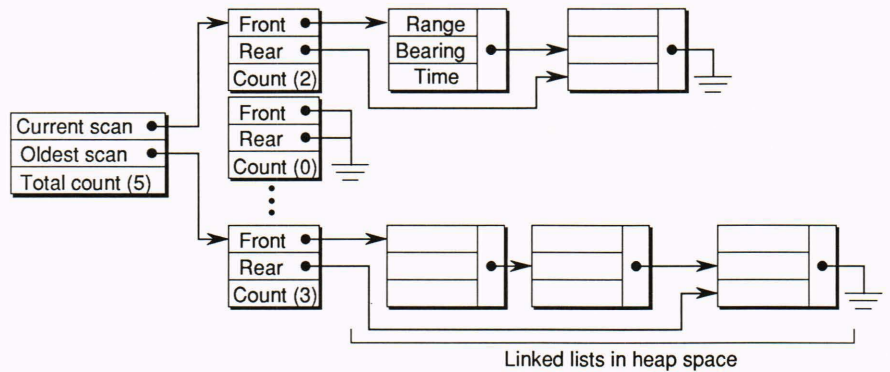 Current scan
Oldest scan
Total count (5)
Front
Rear
Count (2)
Range
Bearing
Time
Front
Rear
Count (0)
Front
Rear
Count (3)
Linked lists in heap space